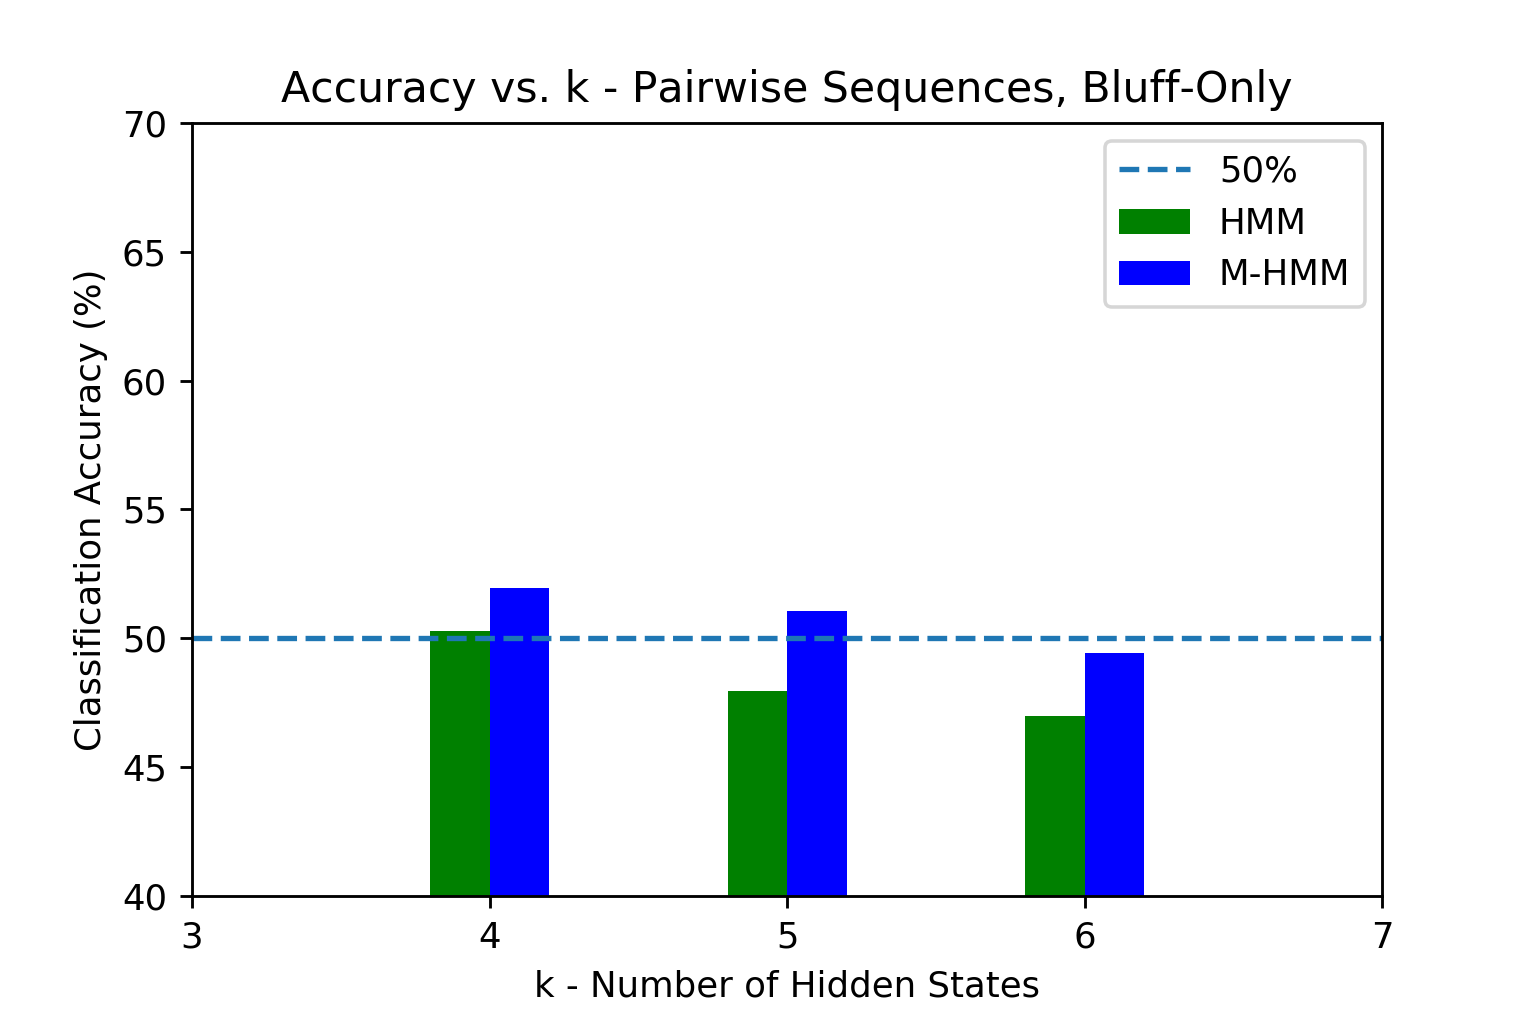 Accuracy vs. k - Pairwise Sequences, Bluff-Only
70
65
60
55
50
45
40
Classification Accuracy (%)
50%
HMM
M-HMM
3 4 5 6 7
k - Number of Hidden States